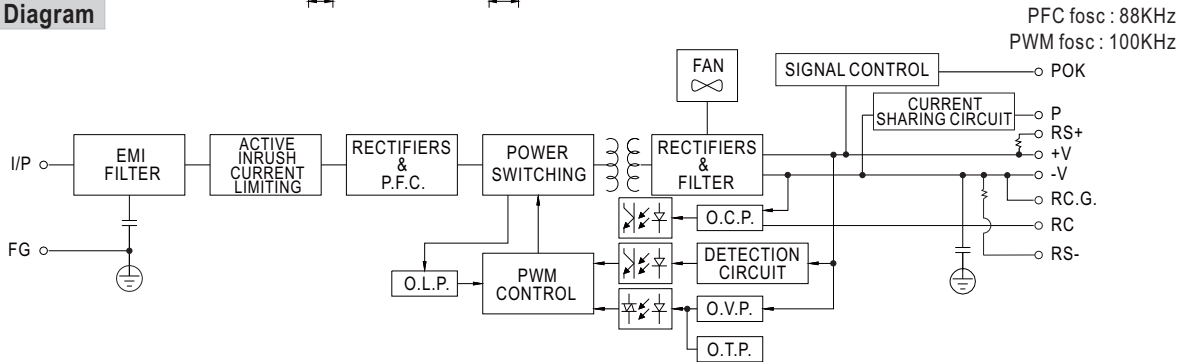 Diagram
PFC fosc : 88KHz
PWM fosc : 100KHz
FAN
SIGNAL CONTROL
POK
CURRENT
SHARING CIRCUIT
P
RS+
+V
-V
RC.G.
RC
RS-
I/P
EMI
FILTER
ACTIVE
INRUSH
CURRENT
LIMITING
RECTIFIERS
&
P.F.C.
POWER
SWITCHING
RECTIFIERS
&
FILTER
O.C.P.
FG
DETECTION
CIRCUIT
O.L.P.
PWM
CONTROL
O.V.P.
O.T.P.